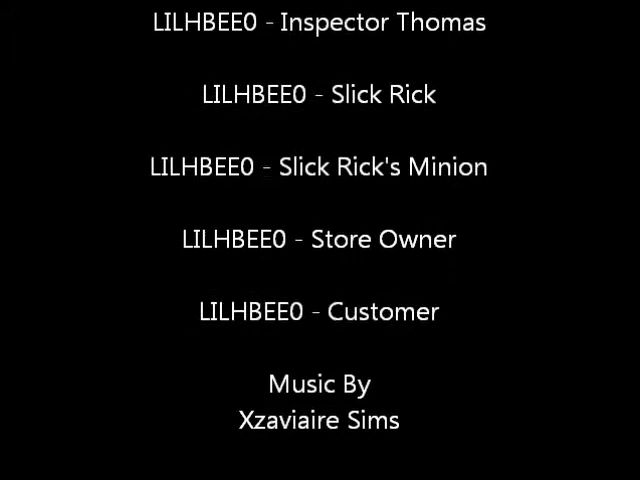 LILHBEE0 - Inspector Thomas
LILHBEE0 - Slick Rick
LILHBEE0 - Slick Rick's Minion
LILHBEE0 - Store Owner
LILHBEE0 - Customer
Music By
Xzaviaire Sims